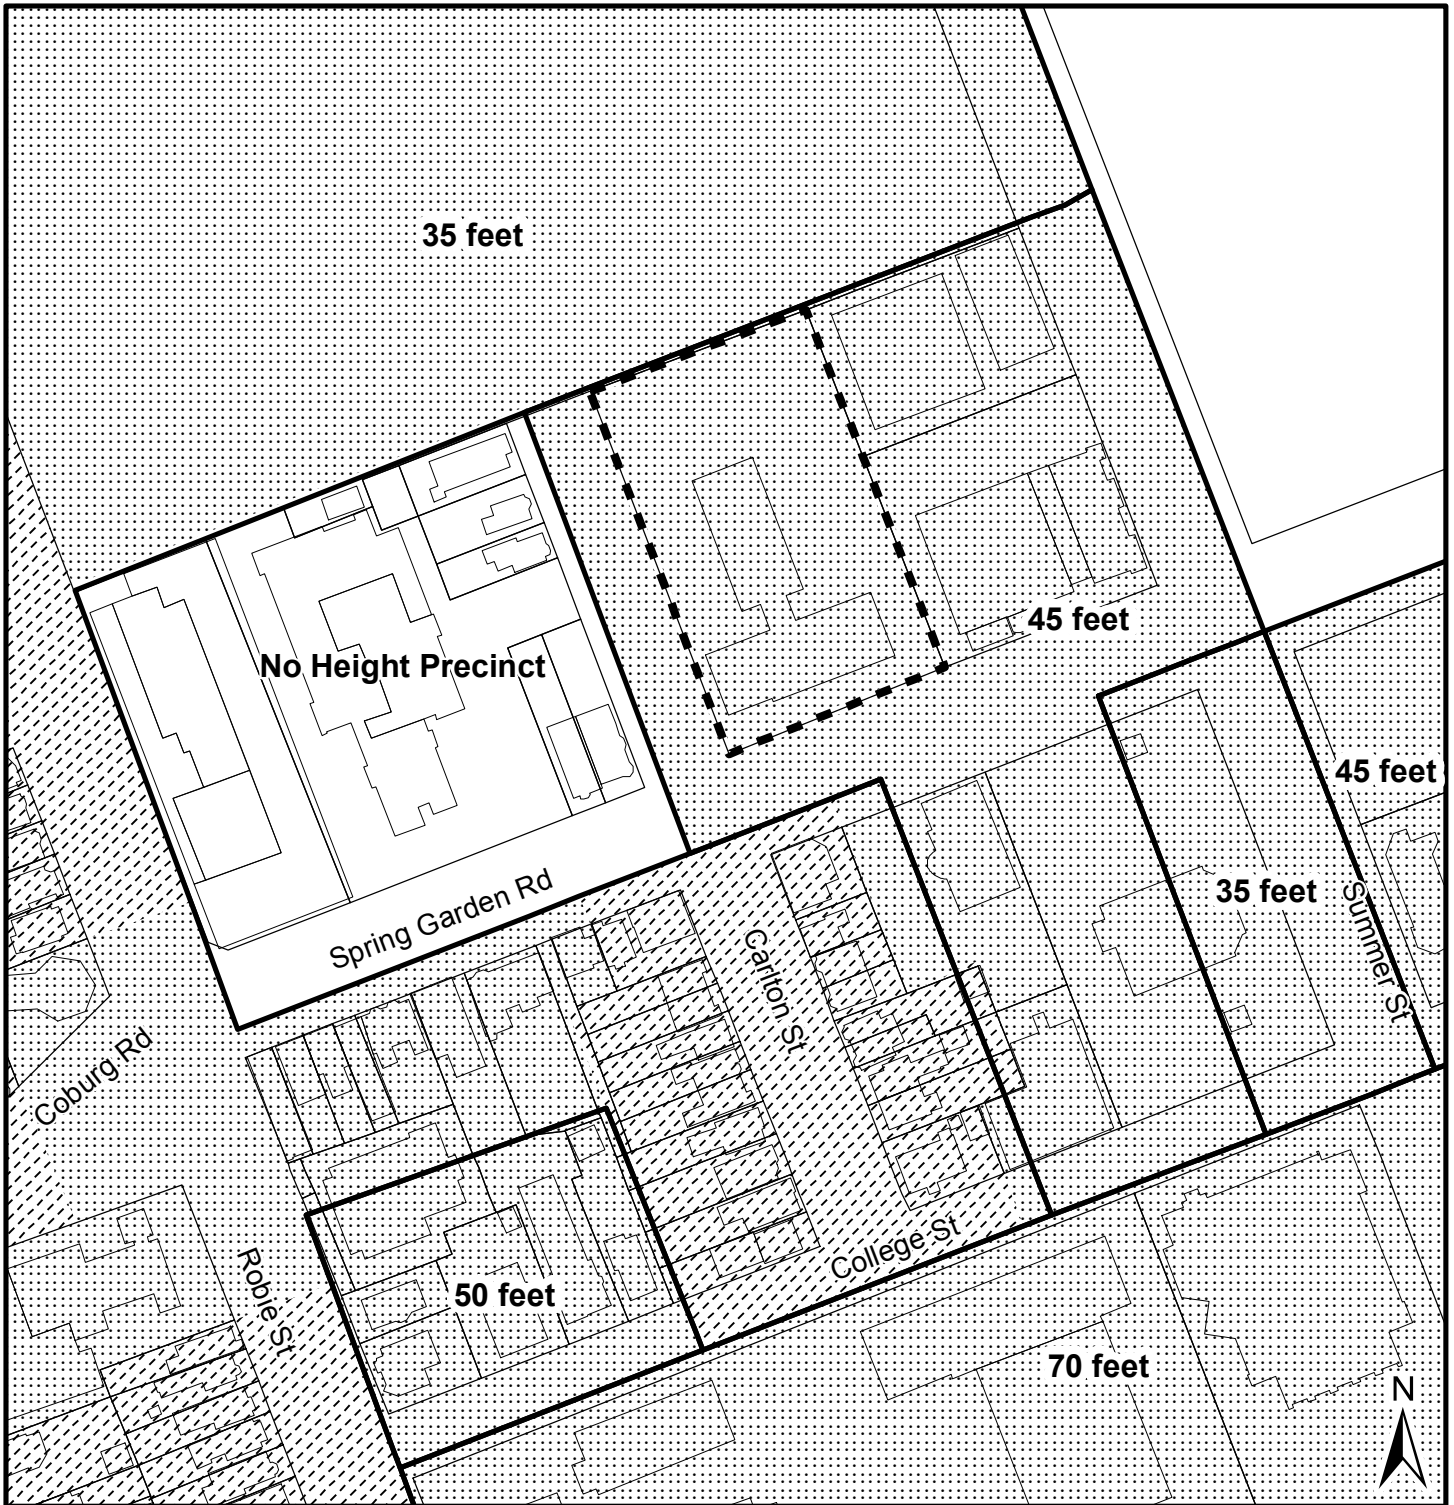 35 feet
45 feet
No Height Precinct
45 feet
35 feet
Spring Garden Rd
Carlton St
Summer St
Coburg Rd
College St
Robie St
50 feet
70 feet
N